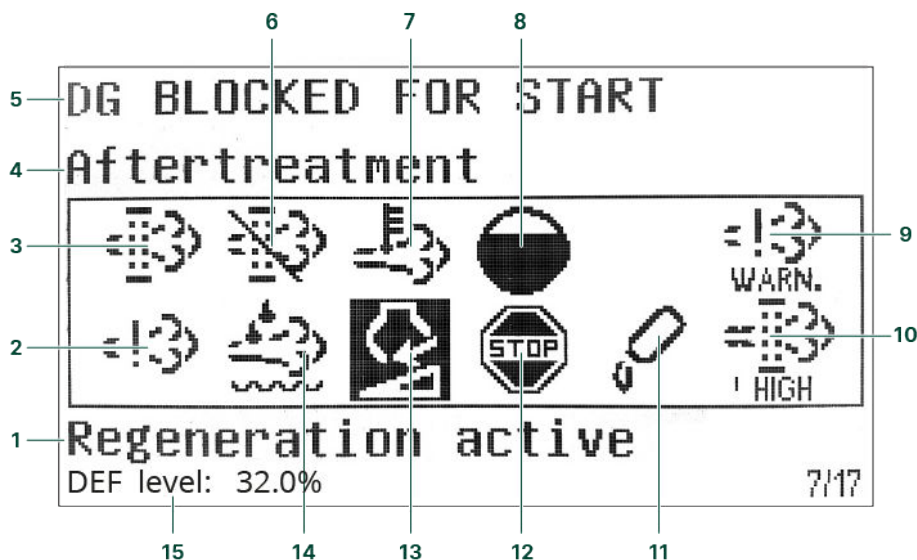 6 7 8
5 DG BLOCKED FOR START
4 Aftertreatment
3
9
WARN.
2
STOP
10
! HIGH
1 Regeneration active
DEF level: 32.0% 7/17
15 14 13 12 11